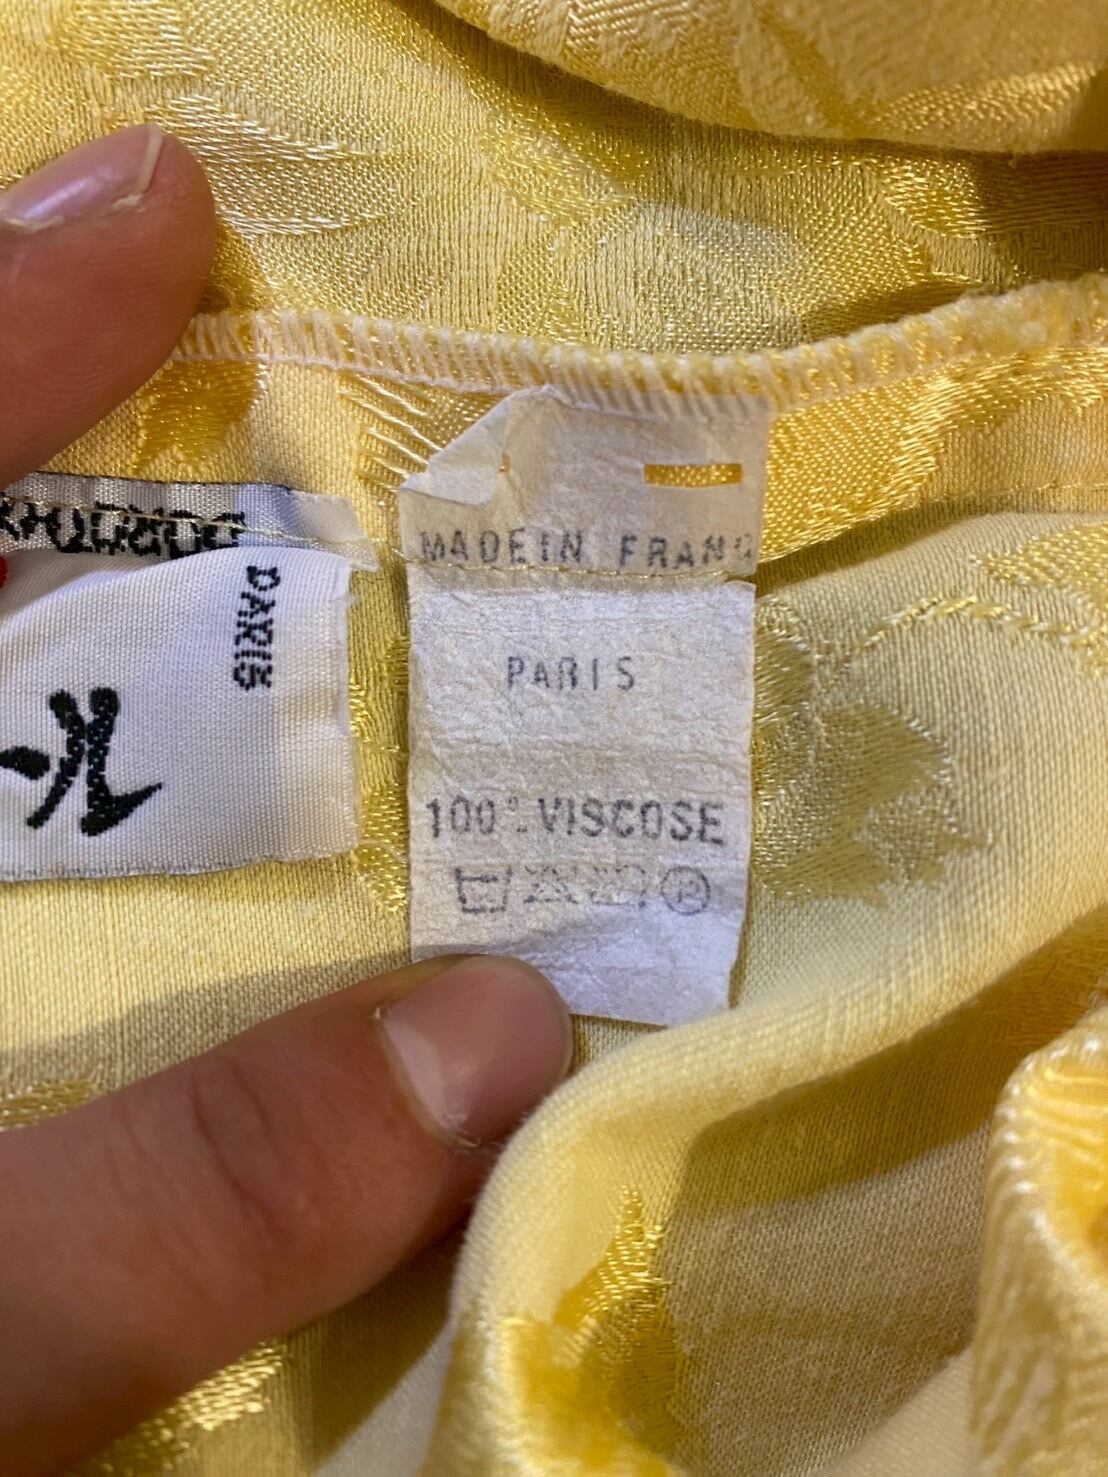 PARIS
MADE IN FRANC
PARIS
100% VISCOSE
P